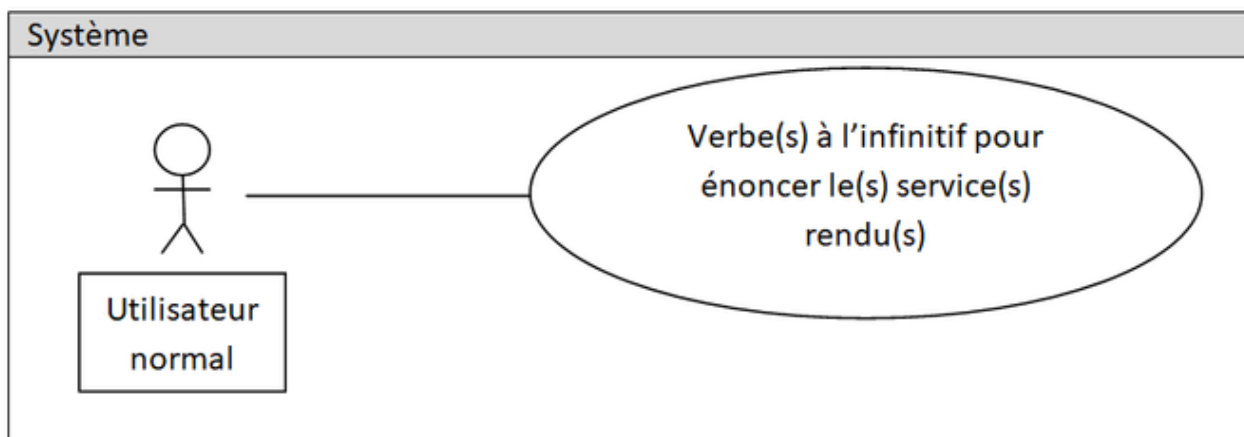 Système
Verbe(s) à l’infinitif pour
énoncer le(s) service(s)
rendu(s)
Utilisateur
normal